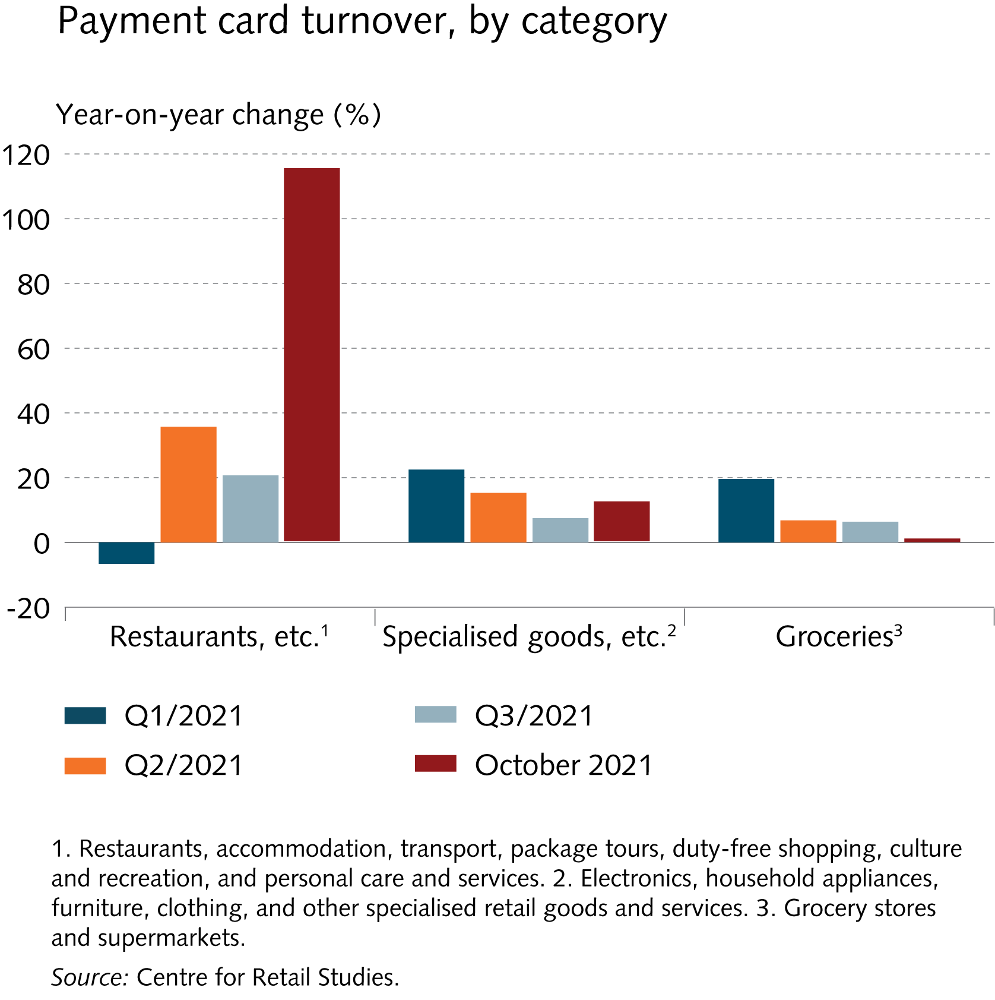 Payment card turnover, by category
Year-on-year change (%)
120
100
80
60
40
20
0
-20
Restaurants, etc.¹
Specialised goods, etc.²
Groceries³
Q1/2021
Q3/2021
Q2/2021
October 2021
1. Restaurants, accommodation, transport, package tours, duty-free shopping, culture
and recreation, and personal care and services. 2. Electronics, household appliances,
furniture, clothing, and other specialised retail goods and services. 3. Grocery stores
and supermarkets.
Source: Centre for Retail Studies.